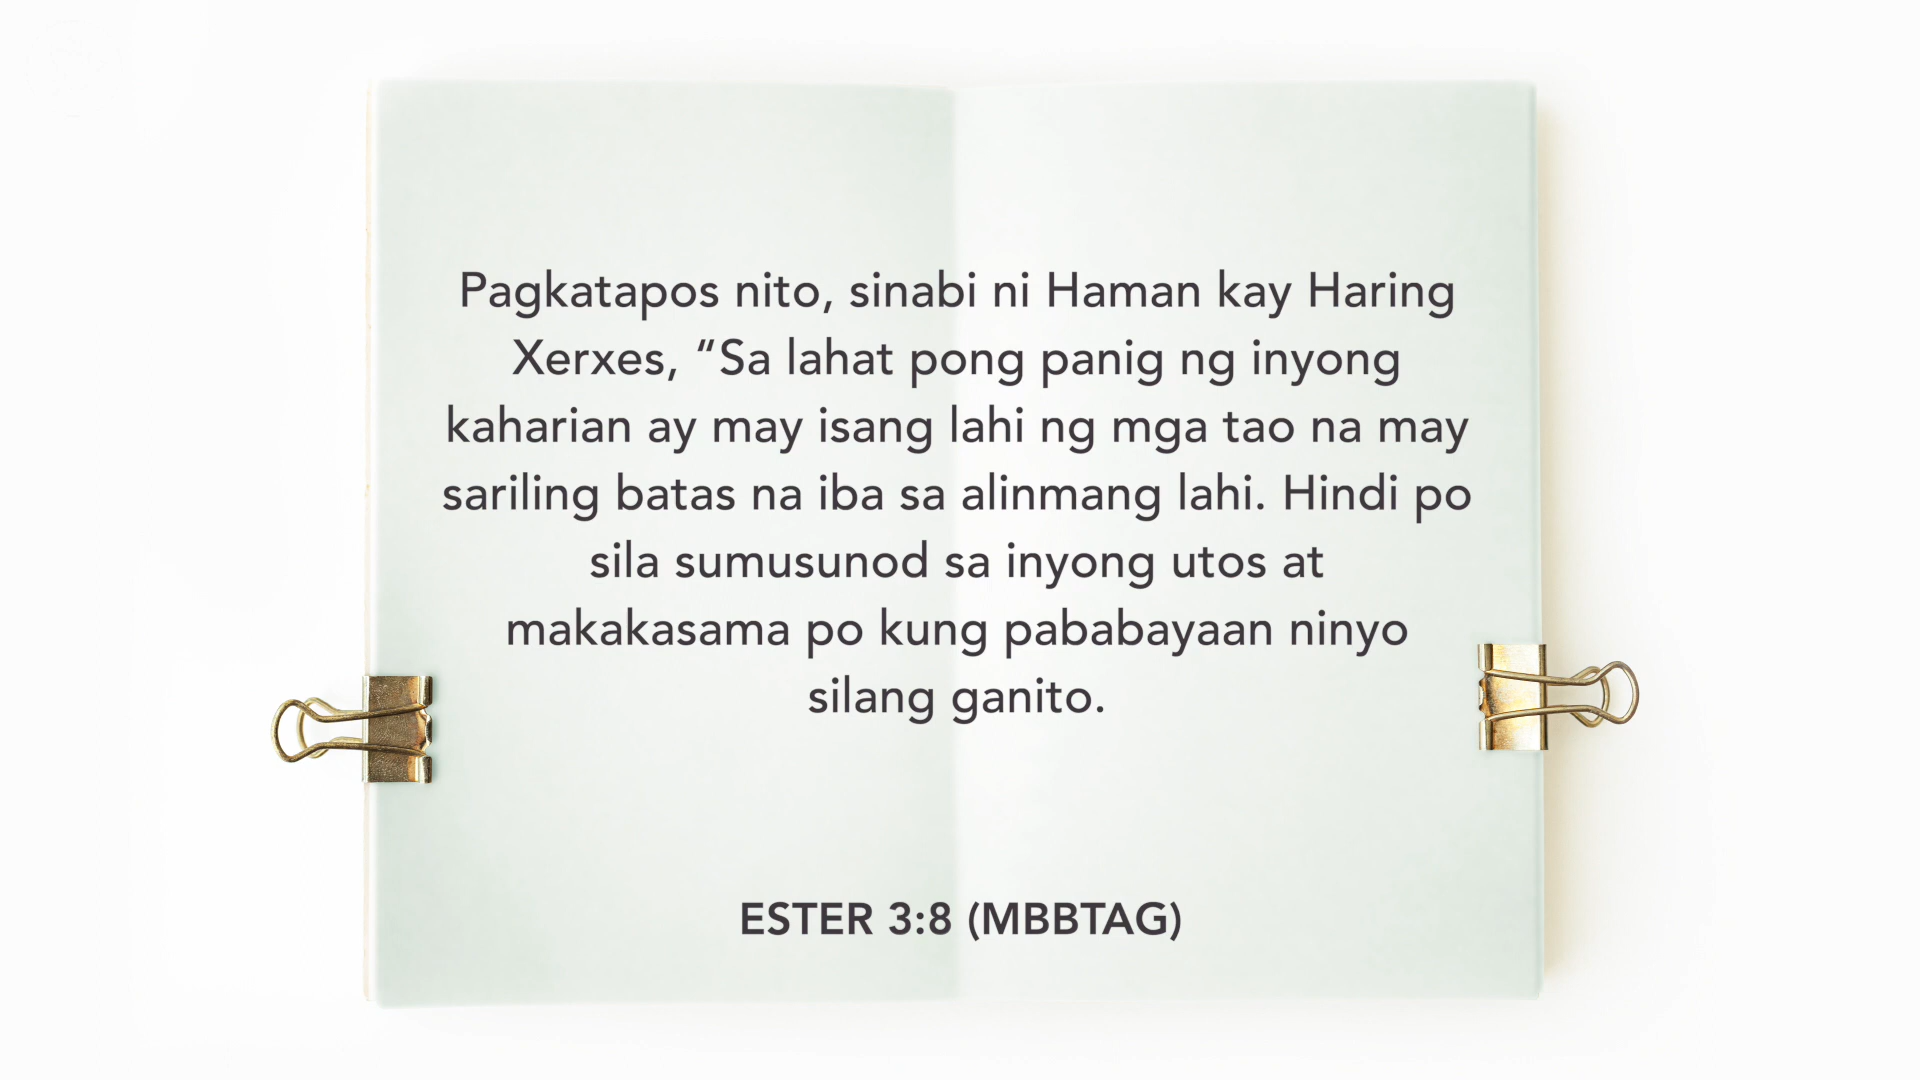 Pagkatapos nito, sinabi ni Haman kay Haring
Xerxes, “Sa lahat pong panig ng inyong
kaharian ay may isang lahi ng mga tao na may
sariling batas na iba sa alinmang lahi. Hindi po
sila sumusunod sa inyong utos at
makakasama po kung pababayaan ninyo
silang ganito.
ESTER 3:8 (MBBTAG)